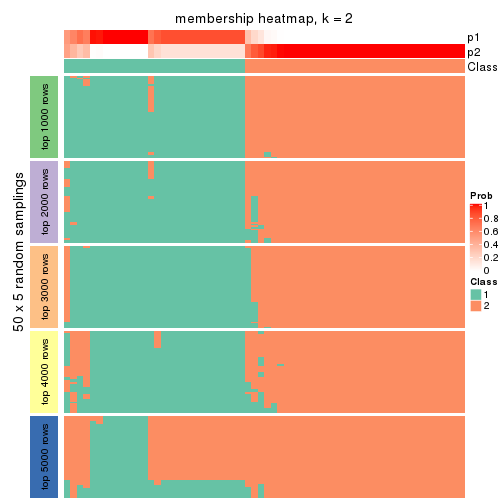 membership heatmap, k = 2
p1
p2
Class
50 x 5 random samplings
top 1000 rows
top 2000 rows
top 3000 rows
top 4000 rows
top 5000 rows
Prob
1
0.8
0.6
0.4
0.2
0
Class
1
2